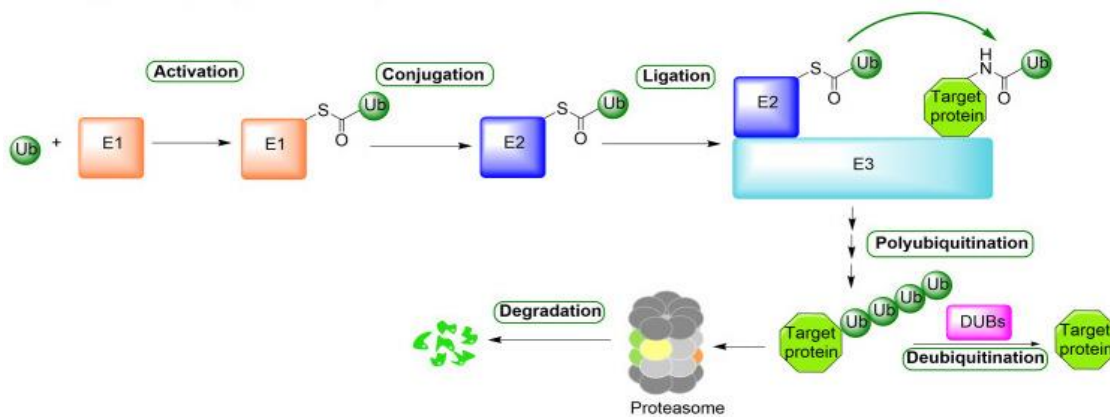 Activation
Conjugation
Ligation
Ub + E1
E1 S O Ub
E2 S O Ub
E2 S O Ub
H
N O Ub
Target
protein
E3
Polyubiquitination
Degradation
Target
protein
Ub Ub Ub Ub
DUBs
Deubiquitination
Target
protein
Proteasome